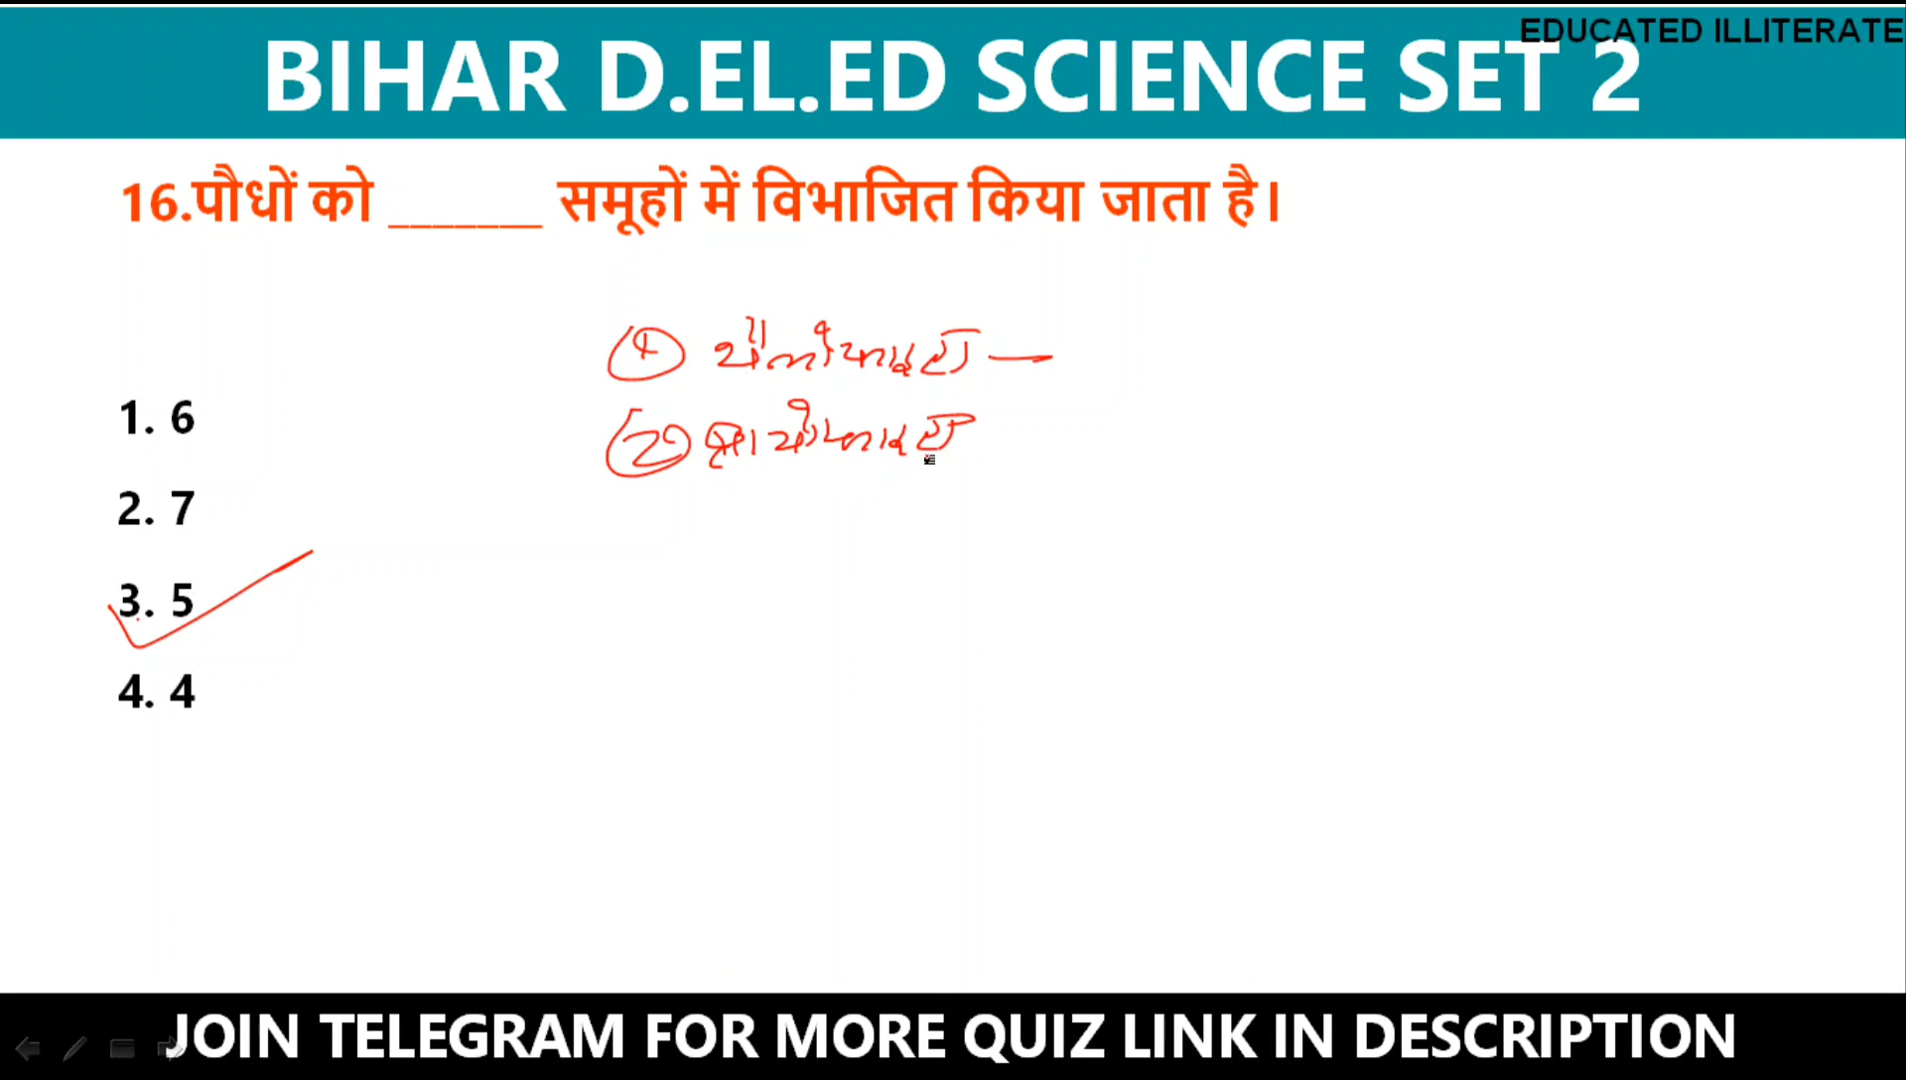 EDUCATED ILLITERATE
BIHAR D.EL.ED SCIENCE SET 2
16.पौधों को ______ समूहों में विभाजित किया जाता है।
1. 6
2. 7
3. 5
4. 4
JOIN TELEGRAM FOR MORE QUIZ LINK IN DESCRIPTION